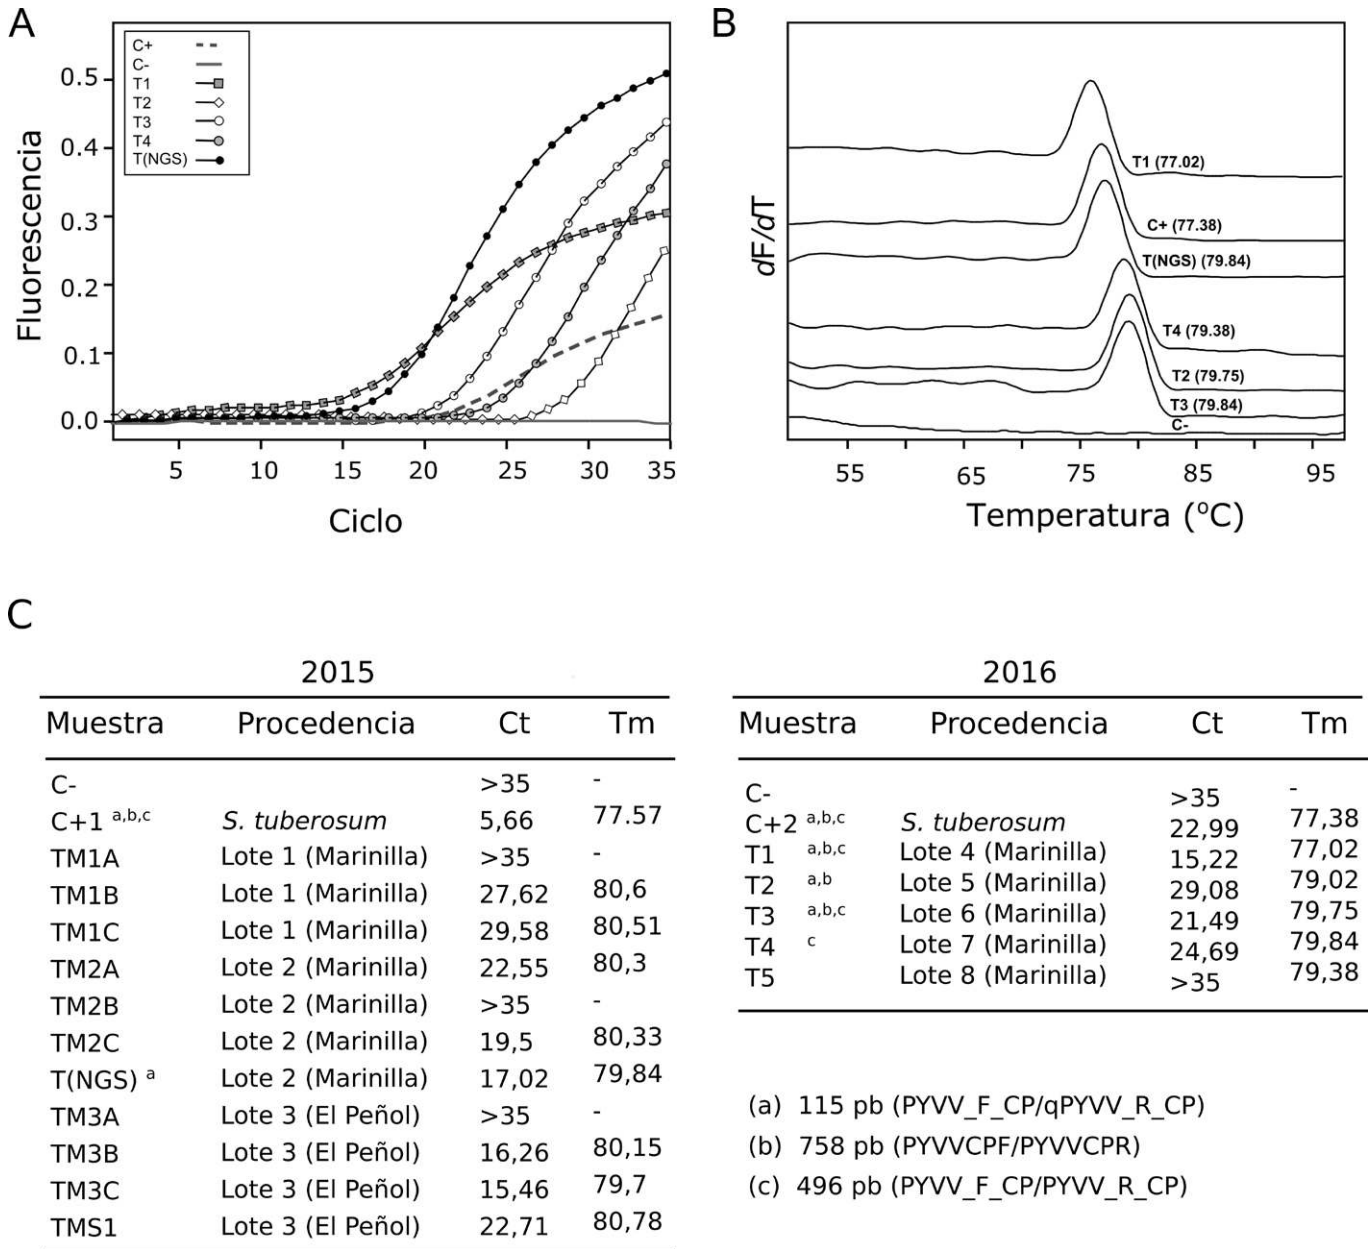 A
C+
C-
T1
T2
T3
T4
T(NGS)
0.5
0.4
0.3
0.2
0.1
0.0
Fluorescencia
5 10 15 20 25 30 35
Ciclo
B
dF/dT
T1 (77.02)
C+ (77.38)
T(NGS) (79.84)
T4 (79.38)
T2 (79.75)
T3 (79.84)
C-
55 65 75 85 95
Temperatura (°C)
C
2015
Muestra Procedencia Ct Tm
C- >35 -
C+1 a,b,c S. tuberosum 5,66 77.57
TM1A Lote 1 (Marinilla) >35 -
TM1B Lote 1 (Marinilla) 27,62 80,6
TM1C Lote 1 (Marinilla) 29,58 80,51
TM2A Lote 2 (Marinilla) 22,55 80,3
TM2B Lote 2 (Marinilla) >35 -
TM2C Lote 2 (Marinilla) 19,5 80,33
T(NGS) a Lote 2 (Marinilla) 17,02 79,84
TM3A Lote 3 (El Peñol) >35 -
TM3B Lote 3 (El Peñol) 16,26 80,15
TM3C Lote 3 (El Peñol) 15,46 79,7
TMS1 Lote 3 (El Peñol) 22,71 80,78
2016
Muestra Procedencia Ct Tm
C- >35 -
C+2 a,b,c S. tuberosum 22,99 77,38
T1 a,b,c Lote 4 (Marinilla) 15,22 77,02
T2 a,b Lote 5 (Marinilla) 29,08 79,02
T3 a,b,c Lote 6 (Marinilla) 21,49 79,75
T4 c Lote 7 (Marinilla) 24,69 79,84
T5 Lote 8 (Marinilla) >35 79,38
(a) 115 pb (PYVV_F_CP/qPYVV_R_CP)
(b) 758 pb (PYVVCPF/PYVVCPR)
(c) 496 pb (PYVV_F_CP/PYVV_R_CP)